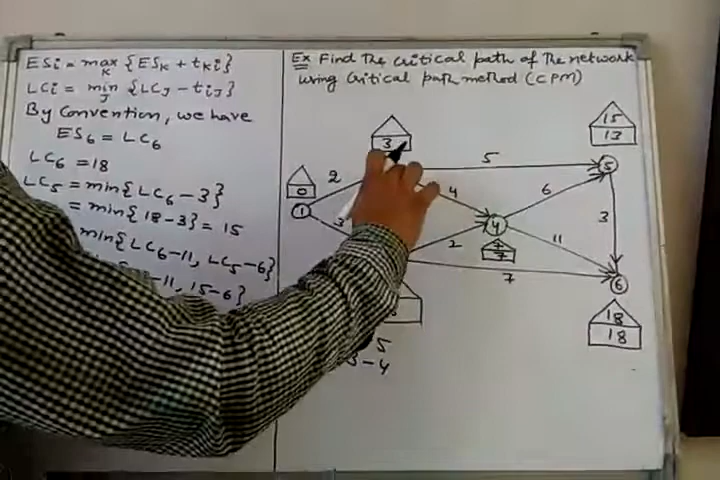 ESi = max {ESk + tki}
K
LCi = min {LCJ - tiJ}
J
By Convention, we have
ES6 = LC6
LC6 = 18
LC5 = min{LC6-3}
= min{18-3} = 15
min{LC6-11, LC5-6}
-11, 15-6}
Ex Find the critical path of the network
using Critical path method (CPM)
15
13
3
5
0
2
4
6
5
1
3
4
3
2
7
7
11
7
6
18
18
5
3-4